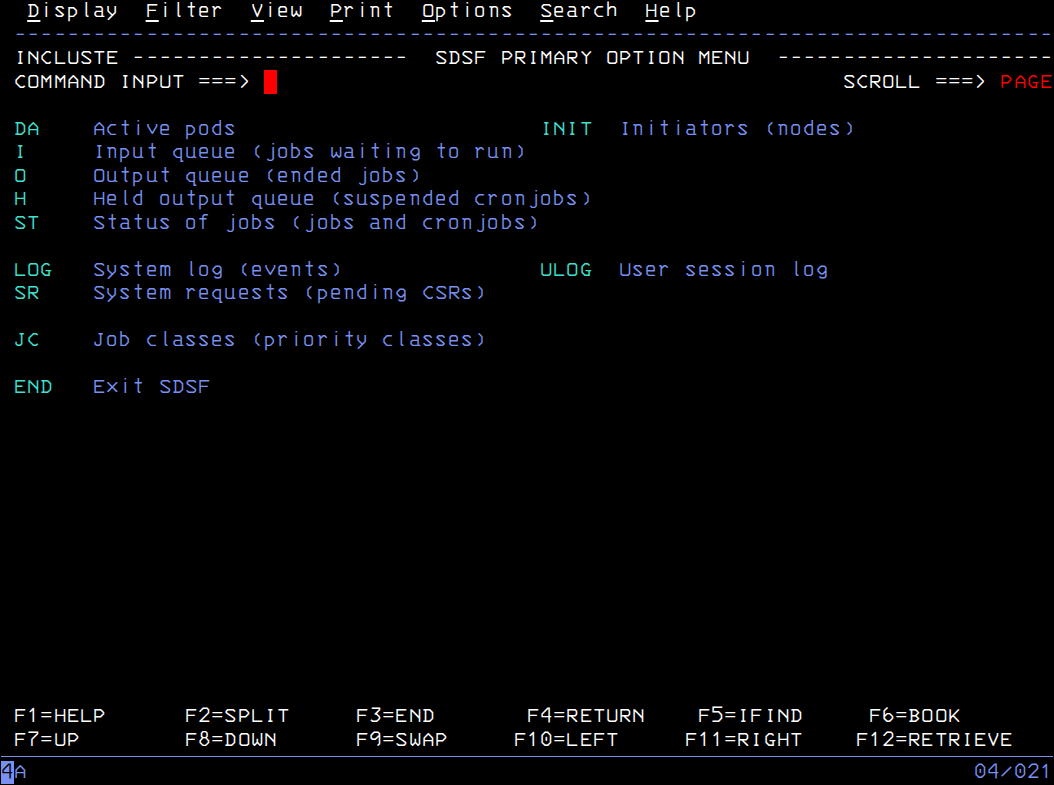 Display Filter View Print Options Search Help
--------------------------------------------------------------------------------
INCLUSTE --------------------- SDSF PRIMARY OPTION MENU ---------------------
COMMAND INPUT ===> SCROLL ===> PAGE
DA Active pods INIT Initiators (nodes)
I Input queue (jobs waiting to run)
O Output queue (ended jobs)
H Held output queue (suspended cronjobs)
ST Status of jobs (jobs and cronjobs)
LOG System log (events) ULOG User session log
SR System requests (pending CSRs)
JC Job classes (priority classes)
END Exit SDSF
F1=HELP F2=SPLIT F3=END F4=RETURN F5=IFIND F6=BOOK
F7=UP F8=DOWN F9=SWAP F10=LEFT F11=RIGHT F12=RETRIEVE
4A 04/021